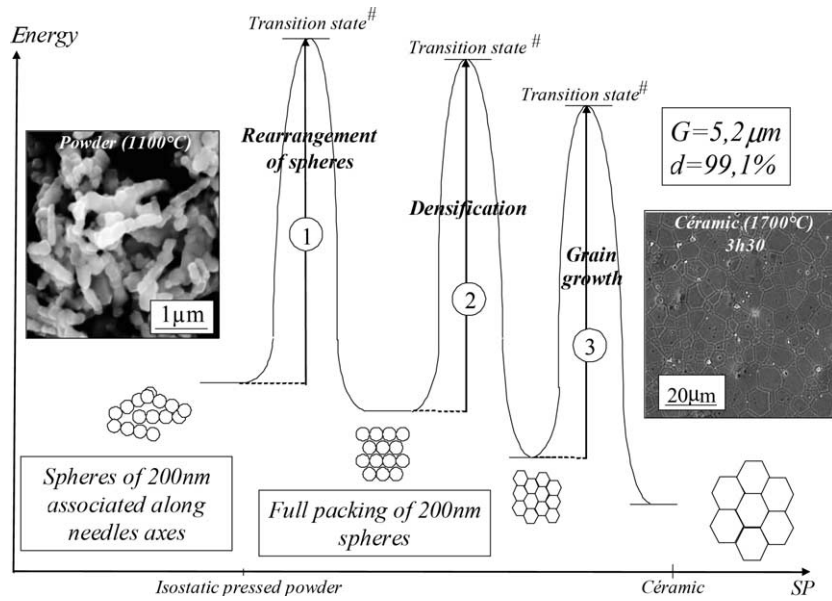 Energy
Transition state#
Transition state #
Transition state#
Powder (1100°C)
1µm
Rearrangement
of spheres
1
Densification
2
Grain
growth
3
G=5,2µm
d=99,1%
Céramic (1700°C)
3h30
20µm
Spheres of 200nm
associated along
needles axes
Full packing of 200nm
spheres
Isostatic pressed powder
Céramic
SP